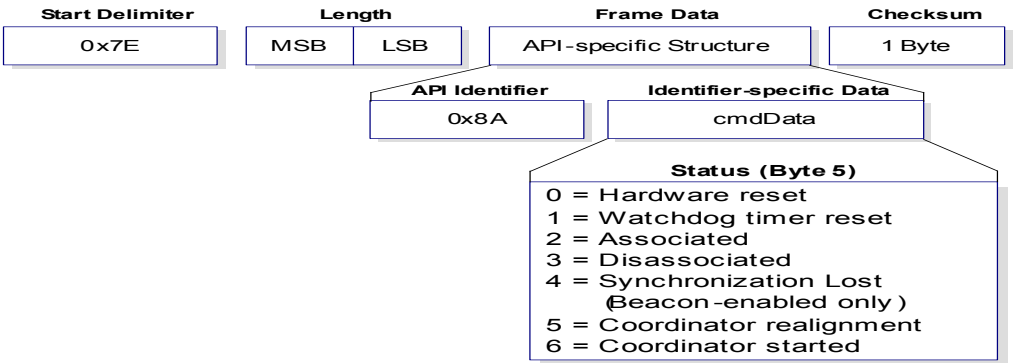 Start Delimiter Length Frame Data Checksum
0x7E MSB LSB API-specific Structure 1 Byte
API Identifier Identifier-specific Data
0x8A cmdData
Status (Byte 5)
0 = Hardware reset
1 = Watchdog timer reset
2 = Associated
3 = Disassociated
4 = Synchronization Lost
(Beacon-enabled only)
5 = Coordinator realignment
6 = Coordinator started